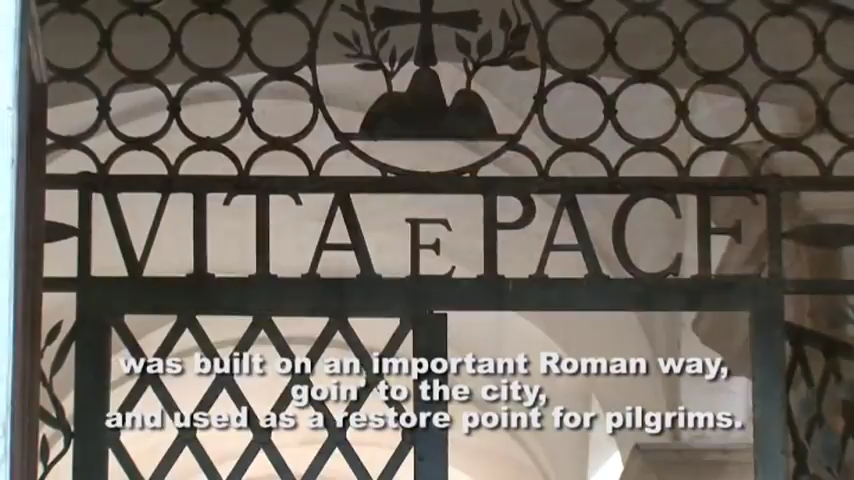 VITA E PACE
was built on an important Roman way,
goin' to the city,
and used as a restore point for pilgrims.